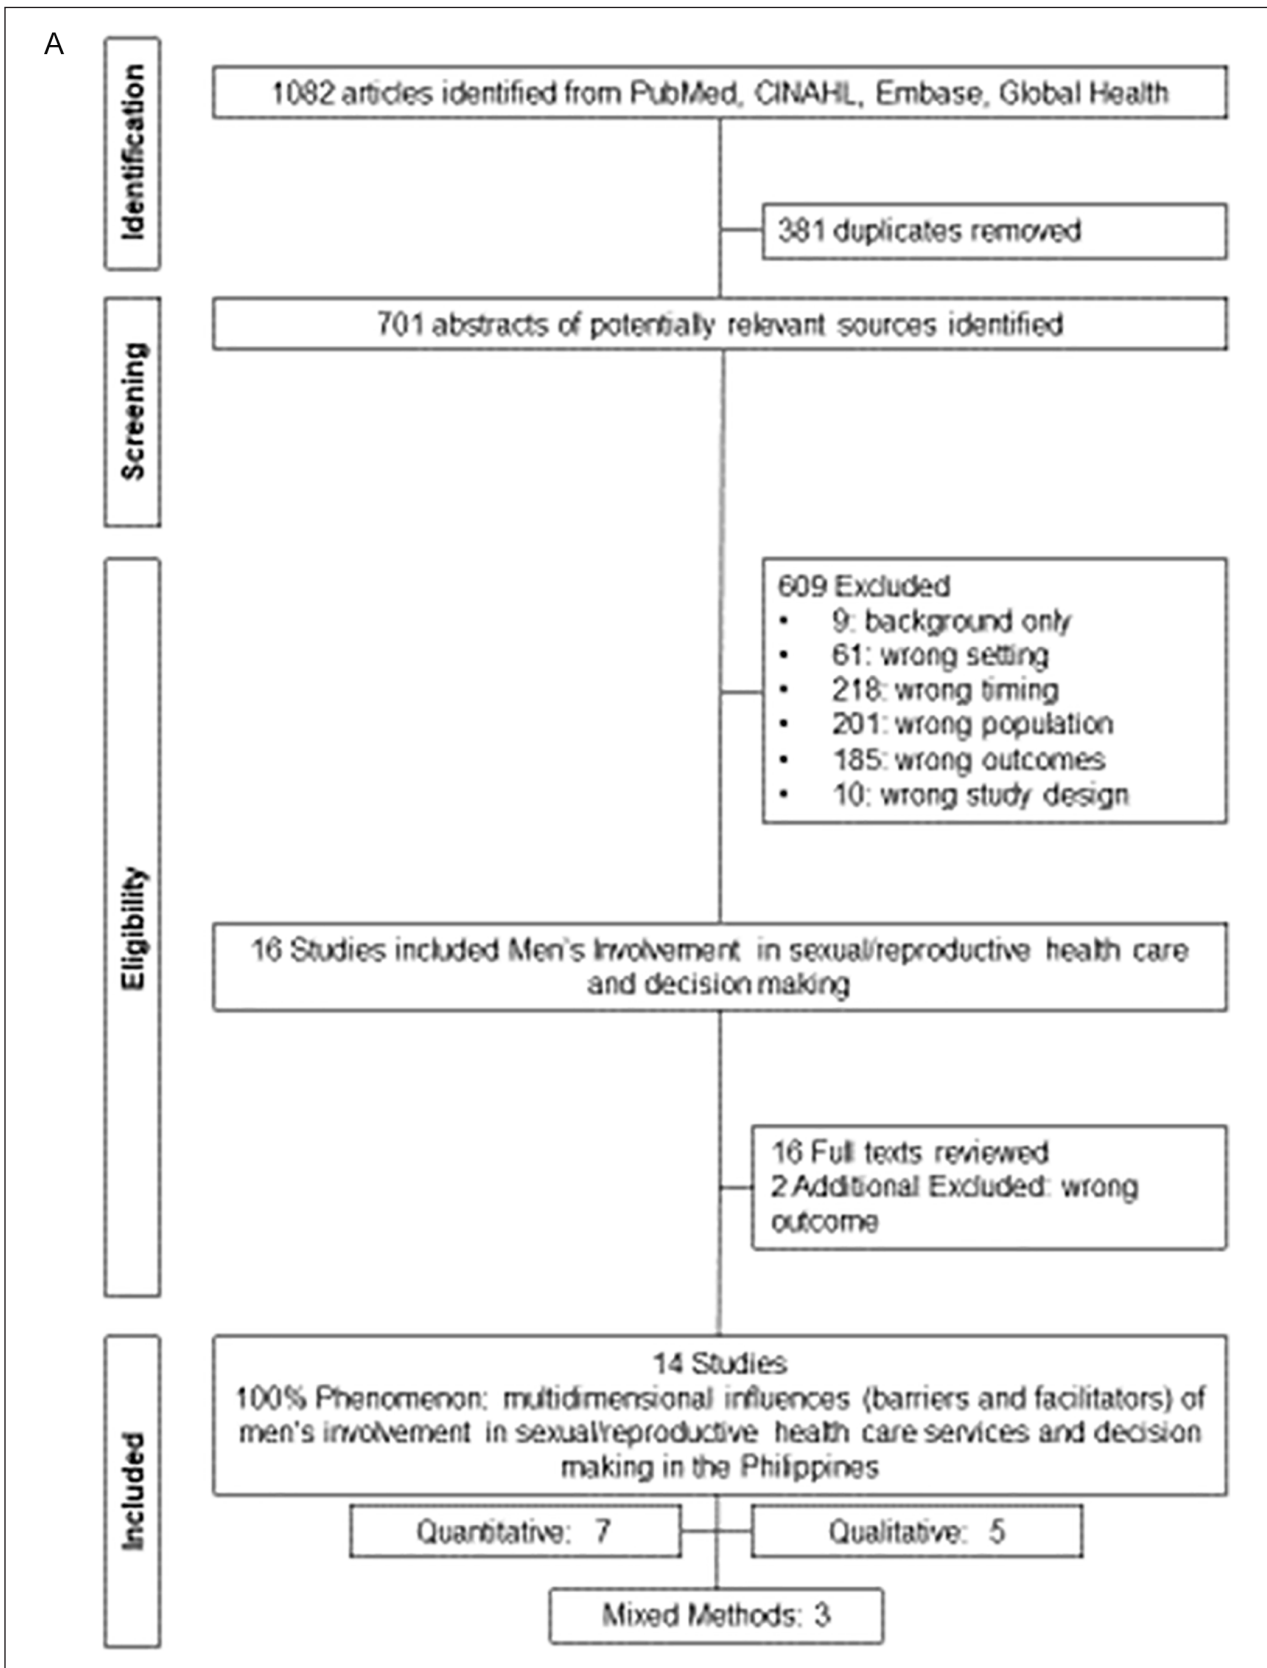 A
Identification
1082 articles identified from PubMed, CINAHL, Embase, Global Health
381 duplicates removed
Screening
701 abstracts of potentially relevant sources identified
Eligibility
609 Excluded
• 9: background only
• 61: wrong setting
• 218: wrong timing
• 201: wrong population
• 185: wrong outcomes
• 10: wrong study design
16 Studies included Men's Involvement in sexual/reproductive health care
and decision making
16 Full texts reviewed
2 Additional Excluded: wrong
outcome
Included
14 Studies
100% Phenomenon: multidimensional influences (barriers and facilitators) of
men's involvement in sexual/reproductive health care services and decision
making in the Philippines
Quantitative: 7
Qualitative: 5
Mixed Methods: 3